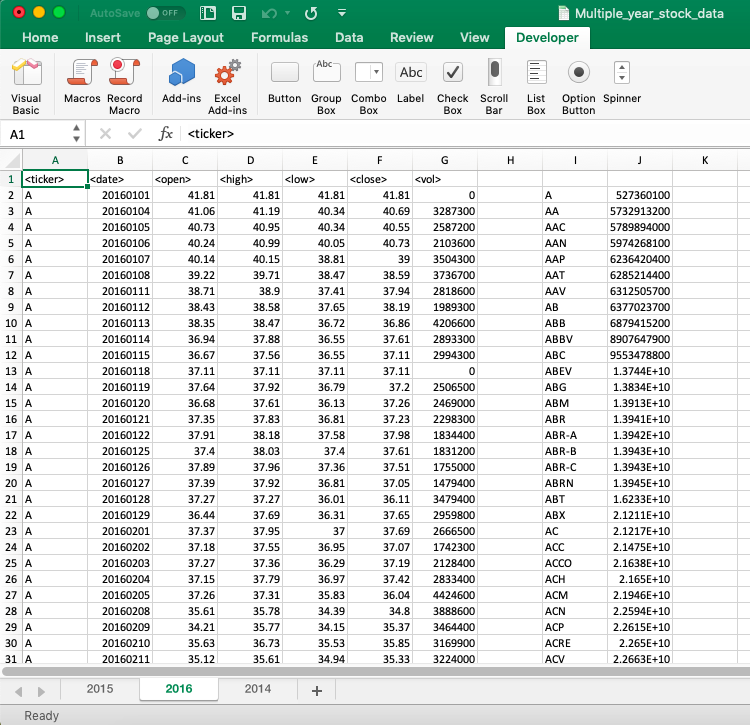 AutoSave OFF Multiple_year_stock_data
Home Insert Page Layout Formulas Data Review View Developer
Abc Abc
Visual Basic Macros Record Macro Add-ins Excel Add-ins Button Group Box Combo Box Label Check Box Scroll Bar List Box Option Button Spinner
A1 fx <ticker>
A B C D E F G H I J K
1 <ticker> <date> <open> <high> <low> <close> <vol>
2 A 20160101 41.81 41.81 41.81 41.81 0 A 527360100
3 A 20160104 41.06 41.19 40.34 40.69 3287300 AA 5732913200
4 A 20160105 40.73 40.95 40.34 40.55 2587200 AAC 5789894000
5 A 20160106 40.24 40.99 40.05 40.73 2103600 AAN 5974268100
6 A 20160107 40.14 40.15 38.81 39 3504300 AAP 6236420400
7 A 20160108 39.22 39.71 38.47 38.59 3736700 AAT 6285214400
8 A 20160111 38.71 38.9 37.41 37.94 2818600 AAV 6312505700
9 A 20160112 38.43 38.58 37.65 38.19 1989300 AB 6377023700
10 A 20160113 38.35 38.47 36.72 36.86 4206600 ABB 6879415200
11 A 20160114 36.94 37.88 36.55 37.61 2893300 ABBV 8907647900
12 A 20160115 36.67 37.56 36.55 37.11 2994300 ABC 9553478800
13 A 20160118 37.11 37.11 37.11 37.11 0 ABEV 1.3744E+10
14 A 20160119 37.64 37.92 36.79 37.2 2506500 ABG 1.3834E+10
15 A 20160120 36.68 37.61 36.13 37.26 2469000 ABM 1.3913E+10
16 A 20160121 37.35 37.83 36.81 37.23 2298300 ABR 1.3941E+10
17 A 20160122 37.91 38.18 37.58 37.98 1834400 ABR-A 1.3942E+10
18 A 20160125 37.4 38.03 37.4 37.61 1831200 ABR-B 1.3943E+10
19 A 20160126 37.89 37.96 37.36 37.51 1755000 ABR-C 1.3943E+10
20 A 20160127 37.39 37.92 36.81 37.05 1479400 ABRN 1.3945E+10
21 A 20160128 37.27 37.27 36.01 36.11 3479400 ABT 1.6233E+10
22 A 20160129 36.44 37.69 36.31 37.65 2959800 ABX 2.1211E+10
23 A 20160201 37.37 37.95 37 37.69 2666500 AC 2.1217E+10
24 A 20160202 37.18 37.55 36.95 37.07 1742300 ACC 2.1475E+10
25 A 20160203 37.27 37.36 36.29 37.19 2128400 ACCO 2.1638E+10
26 A 20160204 37.15 37.79 36.97 37.42 2833400 ACH 2.165E+10
27 A 20160205 37.26 37.31 35.83 36.04 4424600 ACM 2.1946E+10
28 A 20160208 35.61 35.78 34.39 34.8 3888600 ACN 2.2594E+10
29 A 20160209 34.21 35.77 34.15 35.37 3464400 ACP 2.2615E+10
30 A 20160210 35.63 36.73 35.53 35.85 3169900 ACRE 2.265E+10
31 A 20160211 35.12 35.61 34.94 35.33 3224000 ACV 2.2663E+10
2015 2016 2014
Ready